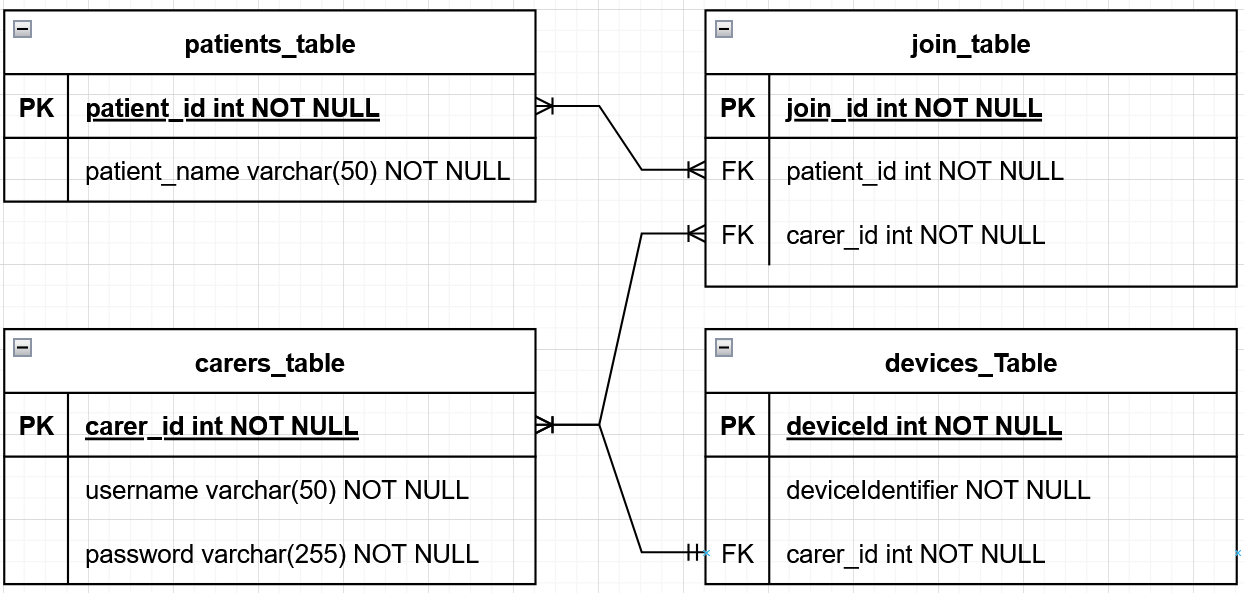 patients_table
PK patient_id int NOT NULL
patient_name varchar(50) NOT NULL
join_table
PK join_id int NOT NULL
FK patient_id int NOT NULL
FK carer_id int NOT NULL
carers_table
PK carer_id int NOT NULL
username varchar(50) NOT NULL
password varchar(255) NOT NULL
devices_Table
PK deviceId int NOT NULL
deviceIdentifier NOT NULL
FK carer_id int NOT NULL